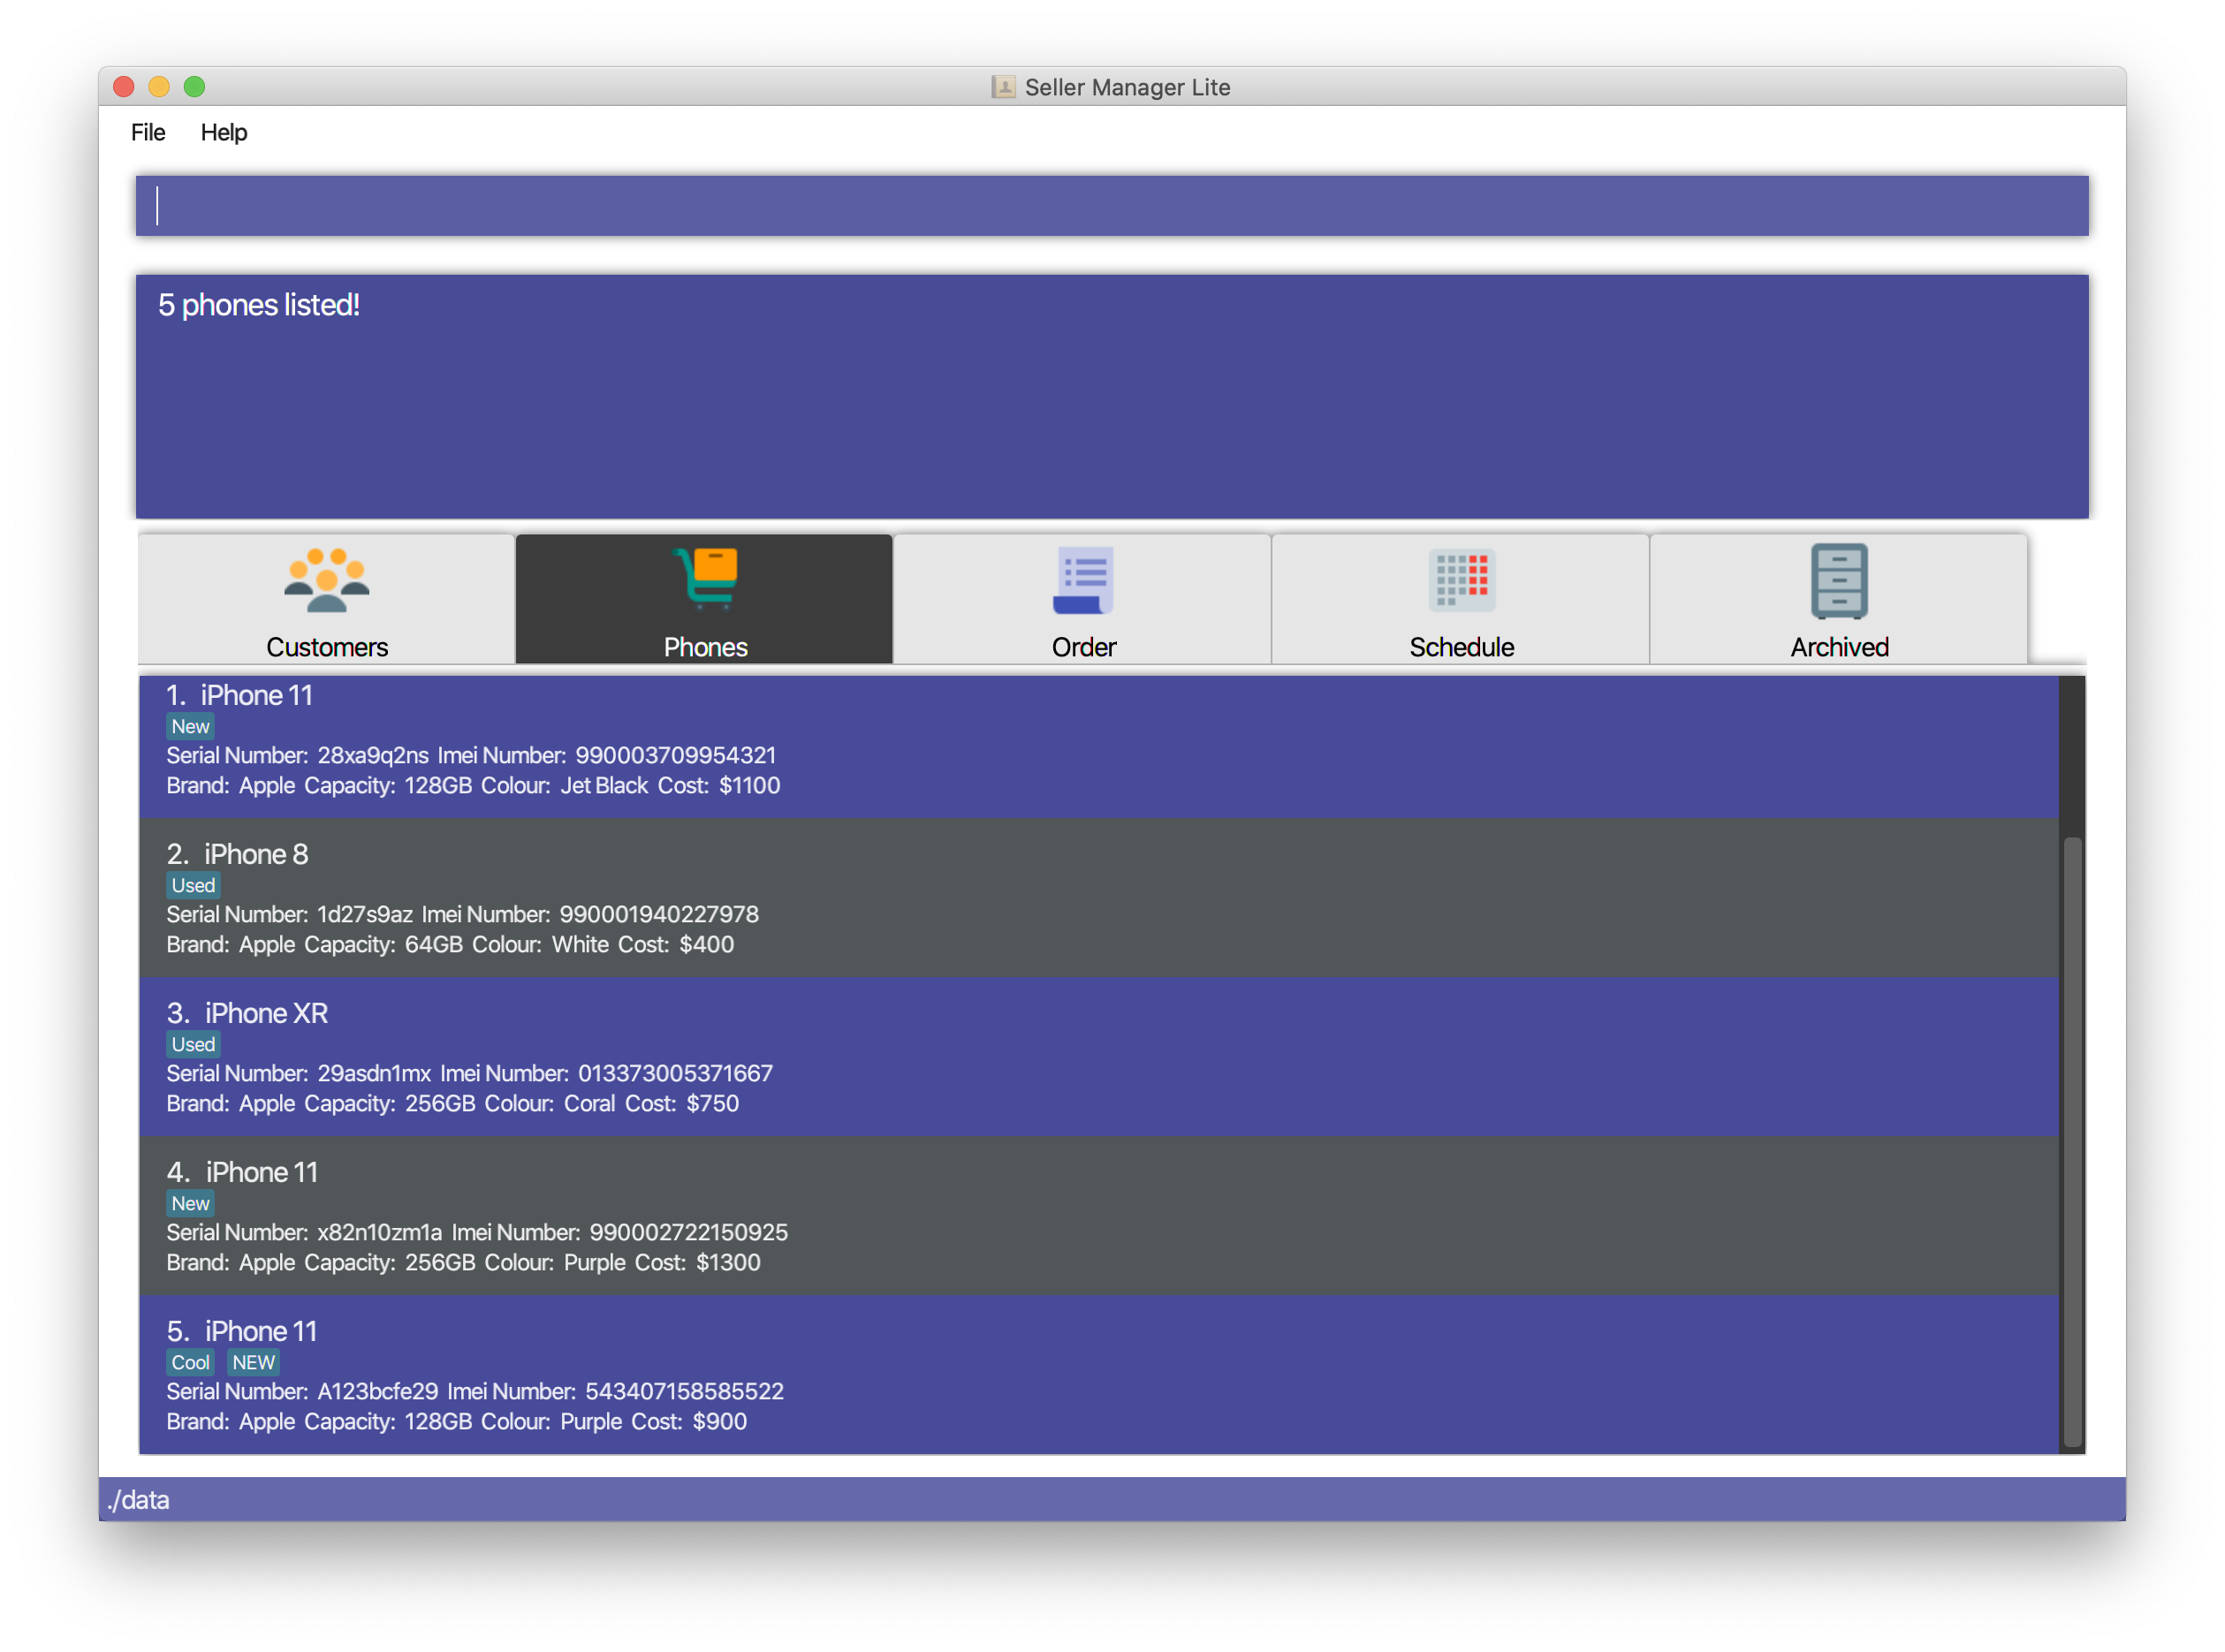 Seller Manager Lite
File Help
5 phones listed!
Customers Phones Order Schedule Archived
1. iPhone 11
New
Serial Number: 28xa9q2ns Imei Number: 990003709954321
Brand: Apple Capacity: 128GB Colour: Jet Black Cost: $1100
2. iPhone 8
Used
Serial Number: 1d27s9az Imei Number: 990001940227978
Brand: Apple Capacity: 64GB Colour: White Cost: $400
3. iPhone XR
Used
Serial Number: 29asdn1mx Imei Number: 013373005371667
Brand: Apple Capacity: 256GB Colour: Coral Cost: $750
4. iPhone 11
New
Serial Number: x82n10zm1a Imei Number: 990002722150925
Brand: Apple Capacity: 256GB Colour: Purple Cost: $1300
5. iPhone 11
Cool NEW
Serial Number: A123bcfe29 Imei Number: 543407158585522
Brand: Apple Capacity: 128GB Colour: Purple Cost: $900
./data